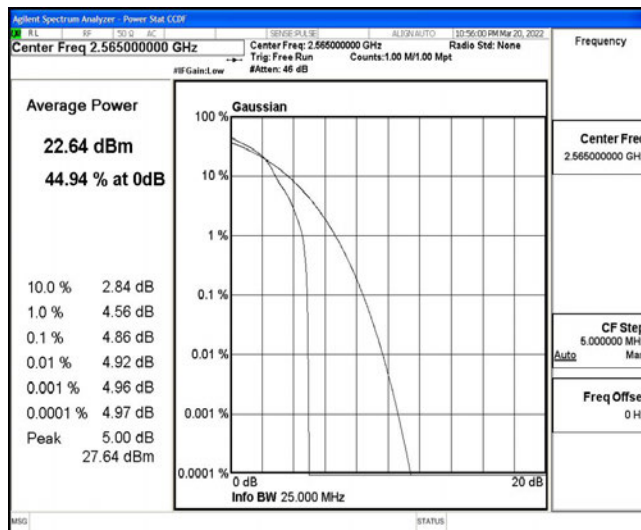 Agilent Spectrum Analyzer - Power Stat CCDF
RL RF 50 Ω AC SENSE:PULSE ALIGN AUTO 10:56:00 PM Mar 20, 2022
Center Freq 2.565000000 GHz
Center Freq: 2.565000000 GHz Radio Std: None
Trig: Free Run Counts:1.00 M/1.00 Mpt
#IFGain:Low #Atten: 46 dB
Frequency
Average Power
22.64 dBm
44.94 % at 0dB
10.0 % 2.84 dB
1.0 % 4.56 dB
0.1 % 4.86 dB
0.01 % 4.92 dB
0.001 % 4.96 dB
0.0001 % 4.97 dB
Peak 5.00 dB
27.64 dBm
Gaussian
100 %
10 %
1 %
0.1 %
0.01 %
0.001 %
0.0001 %
0 dB 20 dB
Info BW 25.000 MHz
Center Fre
2.565000000 GH
CF Step
5.000000 MH
Auto Ma
Freq Offse
0 H
MSG STATUS